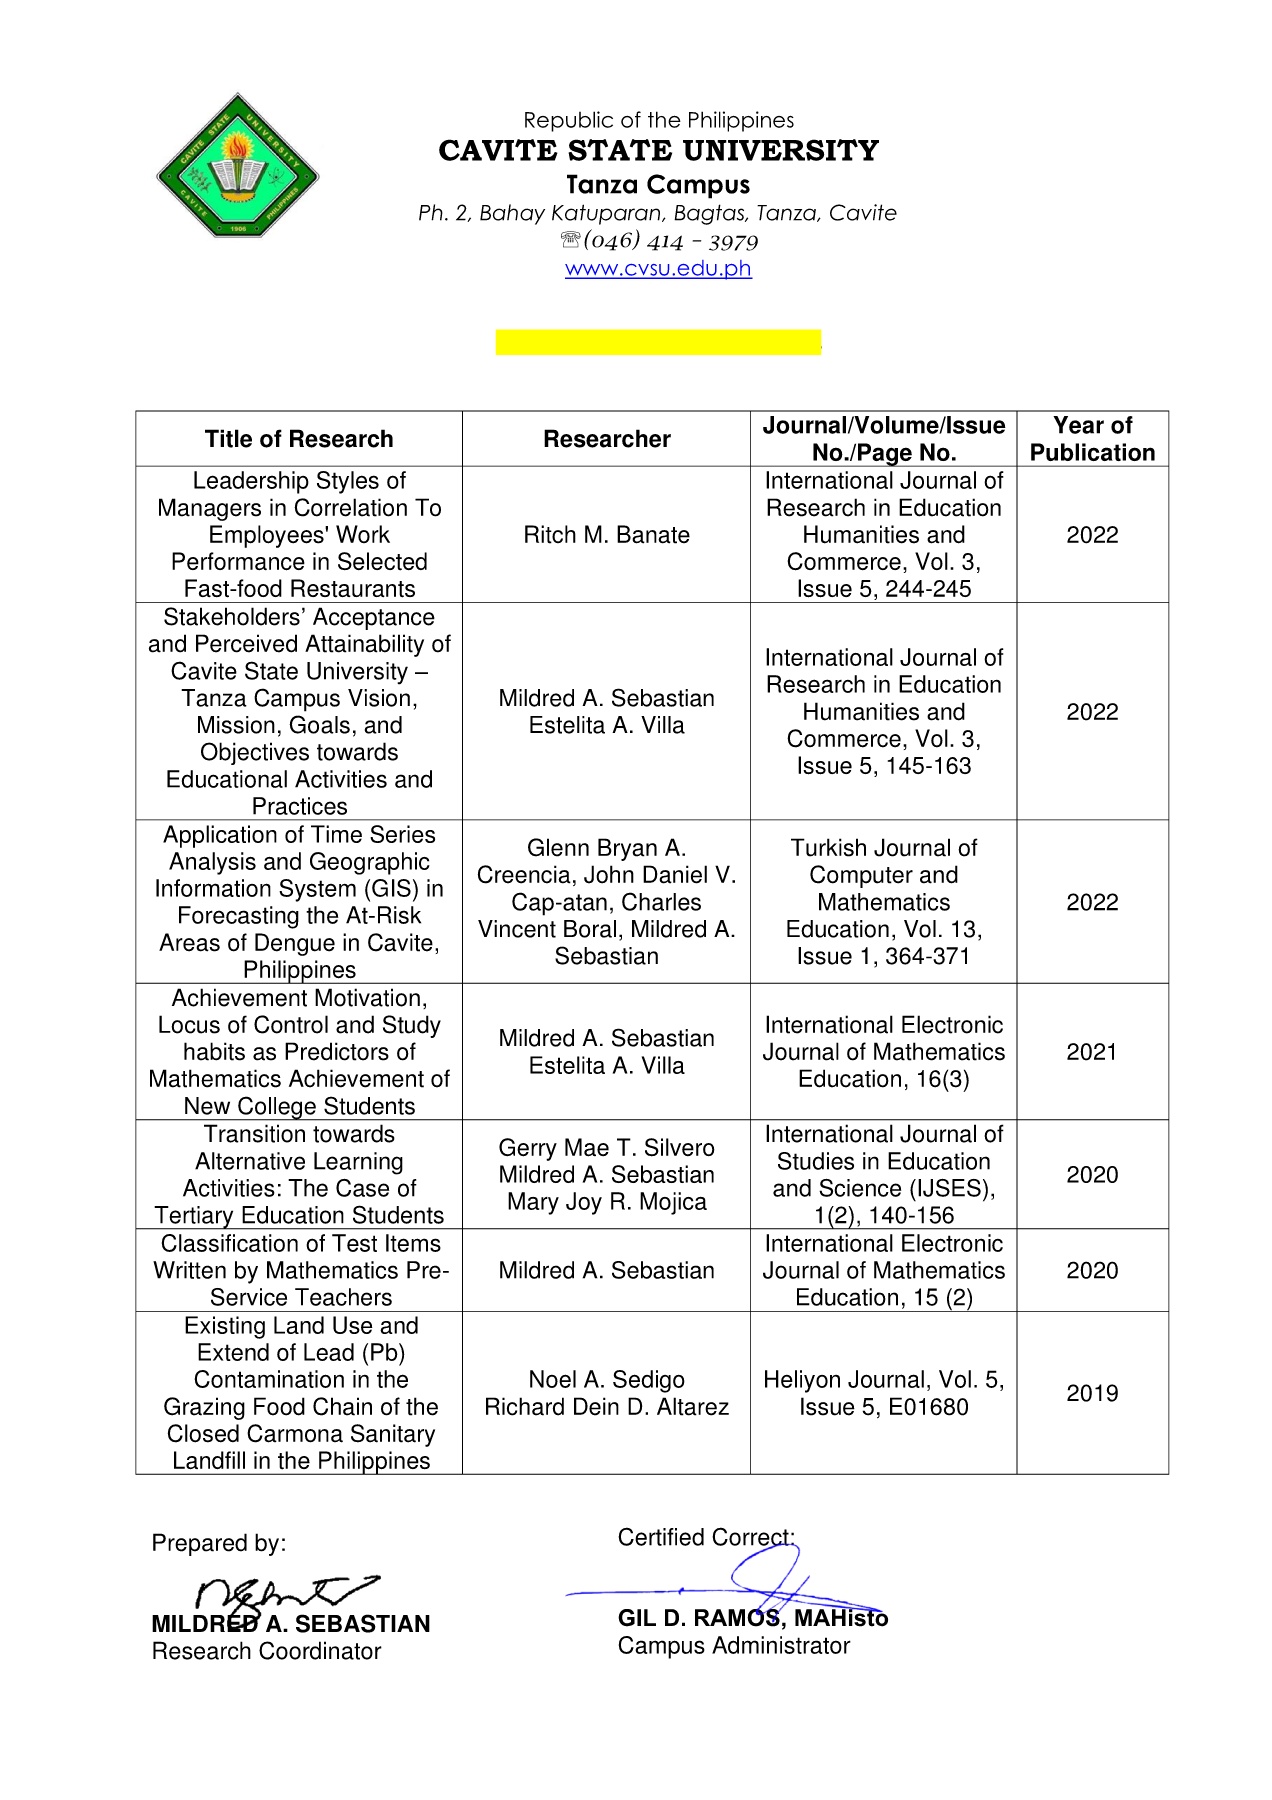 CAVITE STATE UNIVERSITY
CAVITE
PHILIPPINES
1906
Republic of the Philippines
CAVITE STATE UNIVERSITY
Tanza Campus
Ph. 2, Bahay Katuparan, Bagtas, Tanza, Cavite
☏(046) 414 - 3979
www.cvsu.edu.ph
Title of Research
Researcher
Journal/Volume/Issue
No./Page No.
Year of
Publication
Leadership Styles of
Managers in Correlation To
Employees' Work
Performance in Selected
Fast-food Restaurants
Ritch M. Banate
International Journal of
Research in Education
Humanities and
Commerce, Vol. 3,
Issue 5, 244-245
2022
Stakeholders’ Acceptance
and Perceived Attainability of
Cavite State University –
Tanza Campus Vision,
Mission, Goals, and
Objectives towards
Educational Activities and
Practices
Mildred A. Sebastian
Estelita A. Villa
International Journal of
Research in Education
Humanities and
Commerce, Vol. 3,
Issue 5, 145-163
2022
Application of Time Series
Analysis and Geographic
Information System (GIS) in
Forecasting the At-Risk
Areas of Dengue in Cavite,
Philippines
Glenn Bryan A.
Creencia, John Daniel V.
Cap-atan, Charles
Vincent Boral, Mildred A.
Sebastian
Turkish Journal of
Computer and
Mathematics
Education, Vol. 13,
Issue 1, 364-371
2022
Achievement Motivation,
Locus of Control and Study
habits as Predictors of
Mathematics Achievement of
New College Students
Mildred A. Sebastian
Estelita A. Villa
International Electronic
Journal of Mathematics
Education, 16(3)
2021
Transition towards
Alternative Learning
Activities: The Case of
Tertiary Education Students
Gerry Mae T. Silvero
Mildred A. Sebastian
Mary Joy R. Mojica
International Journal of
Studies in Education
and Science (IJSES),
1(2), 140-156
2020
Classification of Test Items
Written by Mathematics Pre-
Service Teachers
Mildred A. Sebastian
International Electronic
Journal of Mathematics
Education, 15 (2)
2020
Existing Land Use and
Extend of Lead (Pb)
Contamination in the
Grazing Food Chain of the
Closed Carmona Sanitary
Landfill in the Philippines
Noel A. Sedigo
Richard Dein D. Altarez
Heliyon Journal, Vol. 5,
Issue 5, E01680
2019
Prepared by:
MILDRED A. SEBASTIAN
Research Coordinator
Certified Correct:
GIL D. RAMOS, MAHisto
Campus Administrator